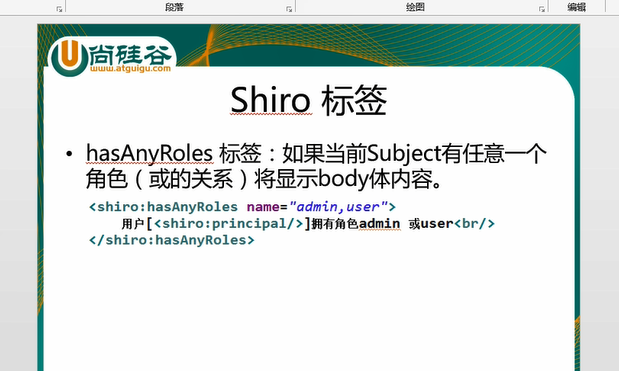 段落
绘图
编辑
尚硅谷
www.atguigu.com
Shiro 标签
• hasAnyRoles 标签：如果当前Subject有任意一个
角色（或的关系）将显示body体内容。
<shiro:hasAnyRoles name="admin,user">
用户[<shiro:principal/>]拥有角色admin 或user<br/>
</shiro:hasAnyRoles>